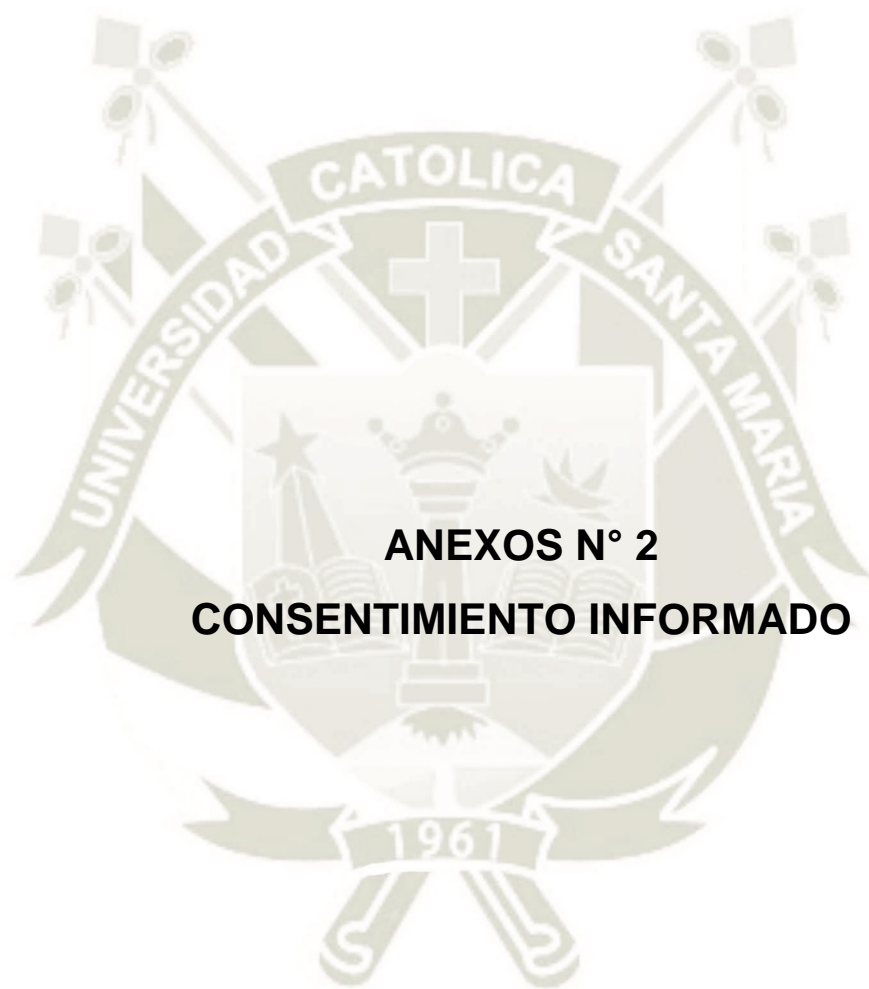 UNIVERSIDAD CATOLICA SANTA MARIA
ANEXOS N° 2
CONSENTIMIENTO INFORMADO
1961